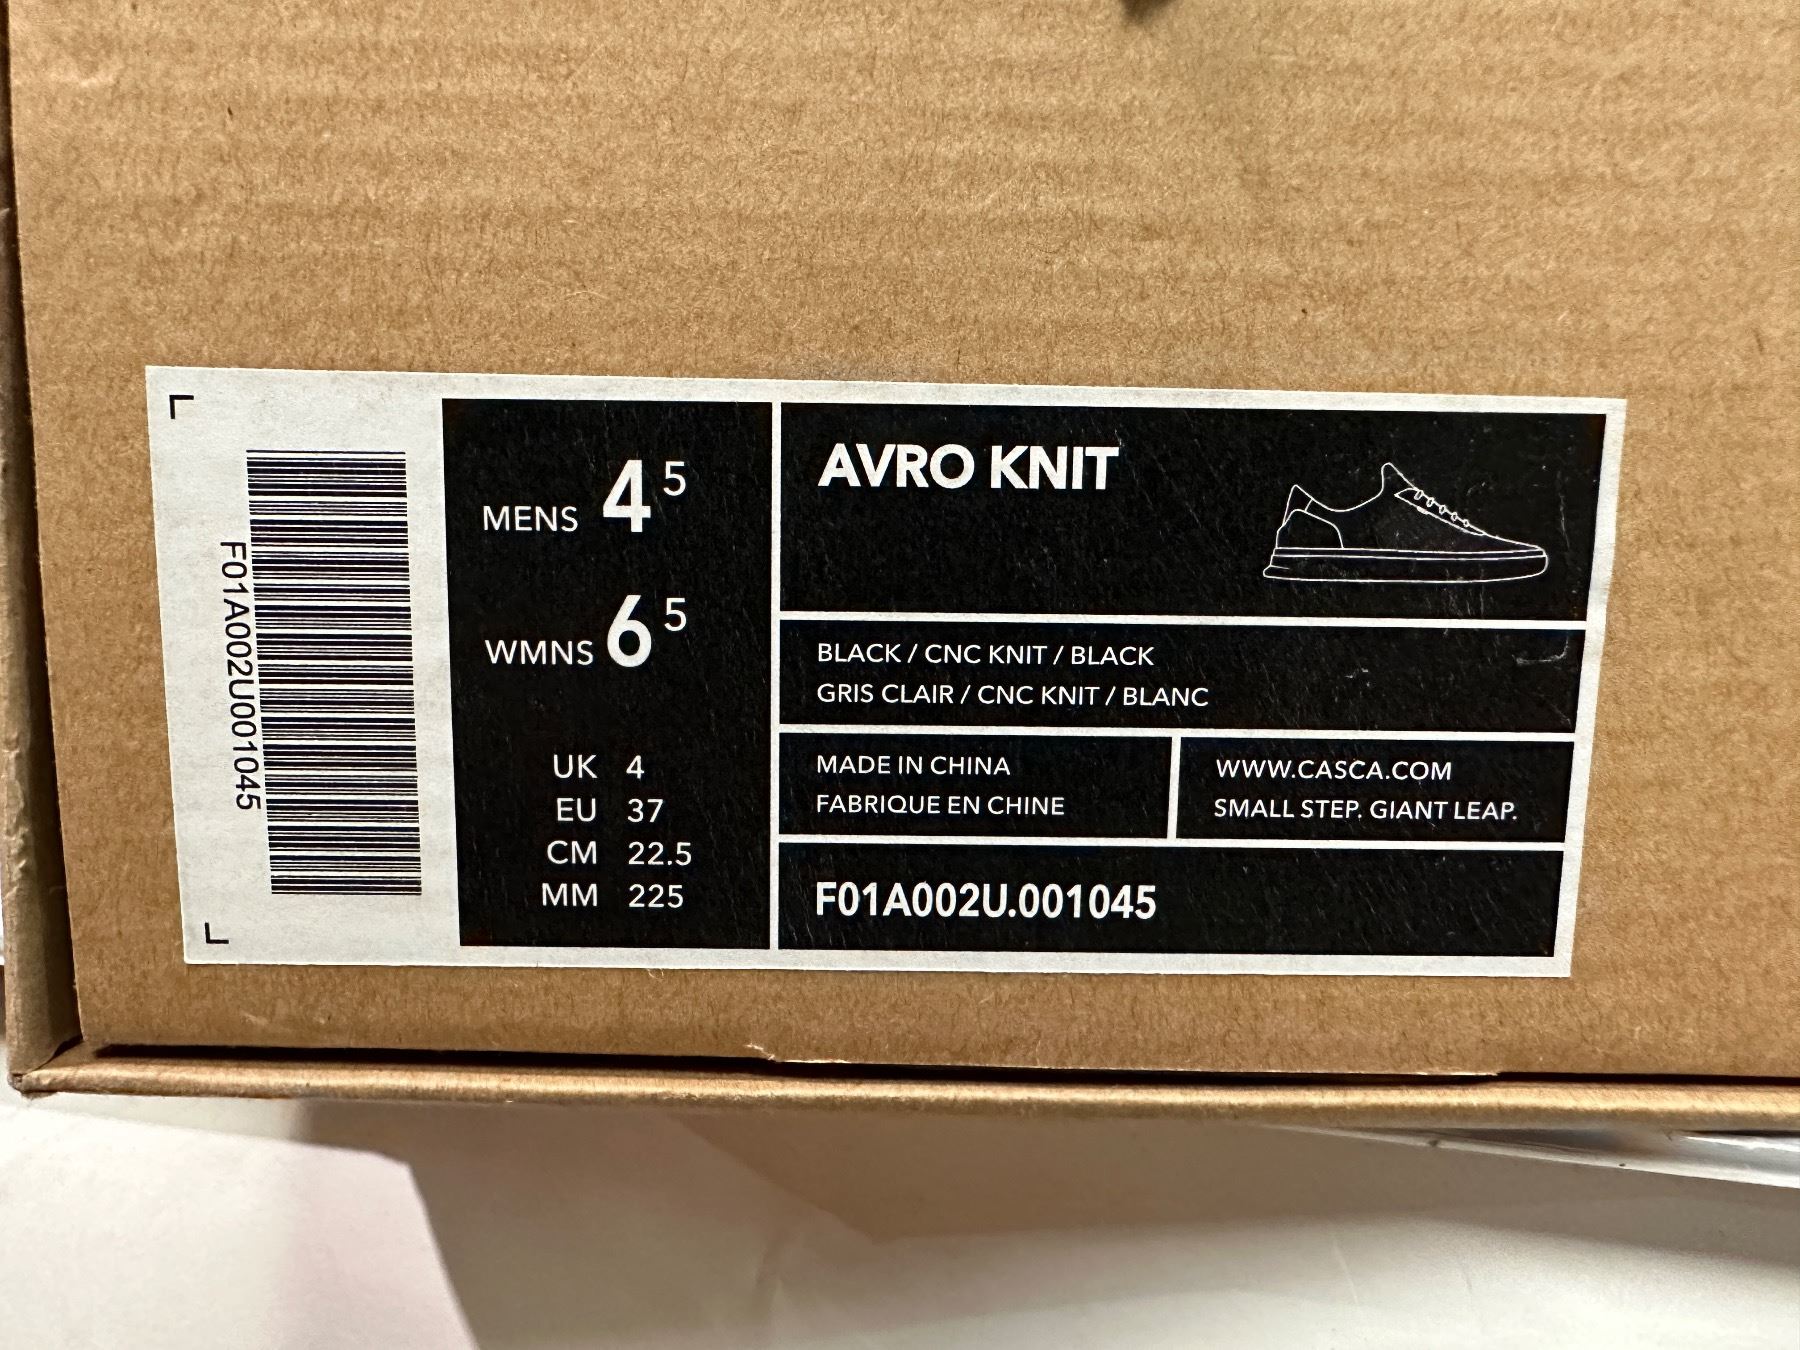 F01A002U001045
MENS 4 5
WMNS 6 5
UK 4
EU 37
CM 22.5
MM 225
AVRO KNIT
BLACK / CNC KNIT / BLACK
GRIS CLAIR / CNC KNIT / BLANC
MADE IN CHINA
FABRIQUE EN CHINE
WWW.CASCA.COM
SMALL STEP. GIANT LEAP.
F01A002U.001045